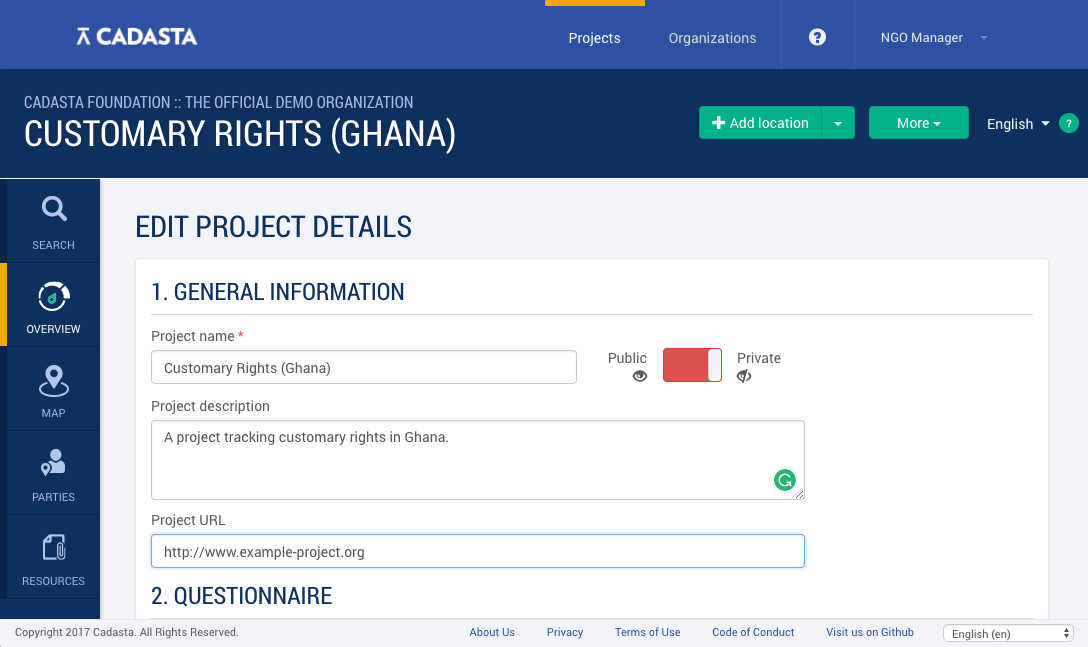 CADASTA
Projects
Organizations
?
NGO Manager
CADASTA FOUNDATION :: THE OFFICIAL DEMO ORGANIZATION
CUSTOMARY RIGHTS (GHANA)
Add location
More
English
?
SEARCH
OVERVIEW
MAP
PARTIES
RESOURCES
EDIT PROJECT DETAILS
1. GENERAL INFORMATION
Project name *
Customary Rights (Ghana)
Public
Private
Project description
A project tracking customary rights in Ghana.
Project URL
http://www.example-project.org
2. QUESTIONNAIRE
Copyright 2017 Cadasta. All Rights Reserved.
About Us
Privacy
Terms of Use
Code of Conduct
Visit us on Github
English (en)